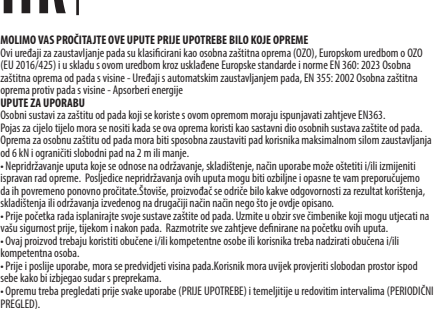 HR
MOLIMO VAS PROČITAJTE OVE UPUTE PRIJE UPOTREBE BILO KOJE OPREME
Ovi uređaji za zaustavljanje pada su klasificirani kao osobna zaštitna oprema (OZO), Europskom uredbom o OZO
(EU 2016/425) i u skladu s ovom uredbom kroz usklađene Europske standarde i norme EN 360: 2023 Osobna
zaštitna oprema od pada s visine - Uređaji s automatskim zaustavljanjem pada, EN 355: 2002 Osobna zaštitna
oprema protiv pada s visine - Apsorberi energije
UPUTE ZA UPORABU
Osobni sustavi za zaštitu od pada koji se koriste s ovom opremom moraju ispunjavati zahtjeve EN363.
Pojas za cijelo tijelo mora se nositi kada se ova oprema koristi kao sastavni dio osobnih sustava zaštite od pada.
Oprema za osobnu zaštitu od pada mora biti sposobna zaustaviti pad korisnika maksimalnom silom zaustavljanja
od 6 kN i ograničiti slobodni pad na 2 m ili manje.
• Nepridržavanje uputa koje se odnose na održavanje, skladištenje, način uporabe može oštetiti i/ili izmijeniti
ispravan rad opreme.  Posljedice nepridržavanja ovih uputa mogu biti ozbiljne i opasne te vam preporučujemo
da ih povremeno ponovno pročitate.Štoviše, proizvođač se odriče bilo kakve odgovornosti za rezultat korištenja,
skladištenja ili održavanja izvedenog na drugačiji način način nego što je ovdje opisano.
• Prije početka rada isplanirajte svoje sustave zaštite od pada. Uzmite u obzir sve čimbenike koji mogu utjecati na
vašu sigurnost prije, tijekom i nakon pada.  Razmotrite sve zahtjeve definirane na početku ovih uputa.
• Ovaj proizvod trebaju koristiti obučene i/ili kompetentne osobe ili korisnika treba nadzirati obučena i/ili
kompetentna osoba.
• Prije i poslije uporabe, mora se predvidjeti visina pada.Korisnik mora uvijek provjeriti slobodan prostor ispod
sebe kako bi izbjegao sudar s preprekama.
• Opremu treba pregledati prije svake uporabe (PRIJE UPOTREBE) i temeljitije u redovitim intervalima (PERIODIČNI
PREGLED).